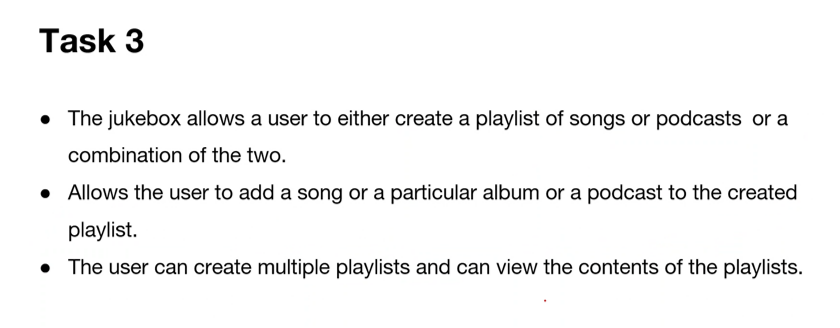 Task 3
● The jukebox allows a user to either create a playlist of songs or podcasts  or a
combination of the two.
● Allows the user to add a song or a particular album or a podcast to the created
playlist.
● The user can create multiple playlists and can view the contents of the playlists.